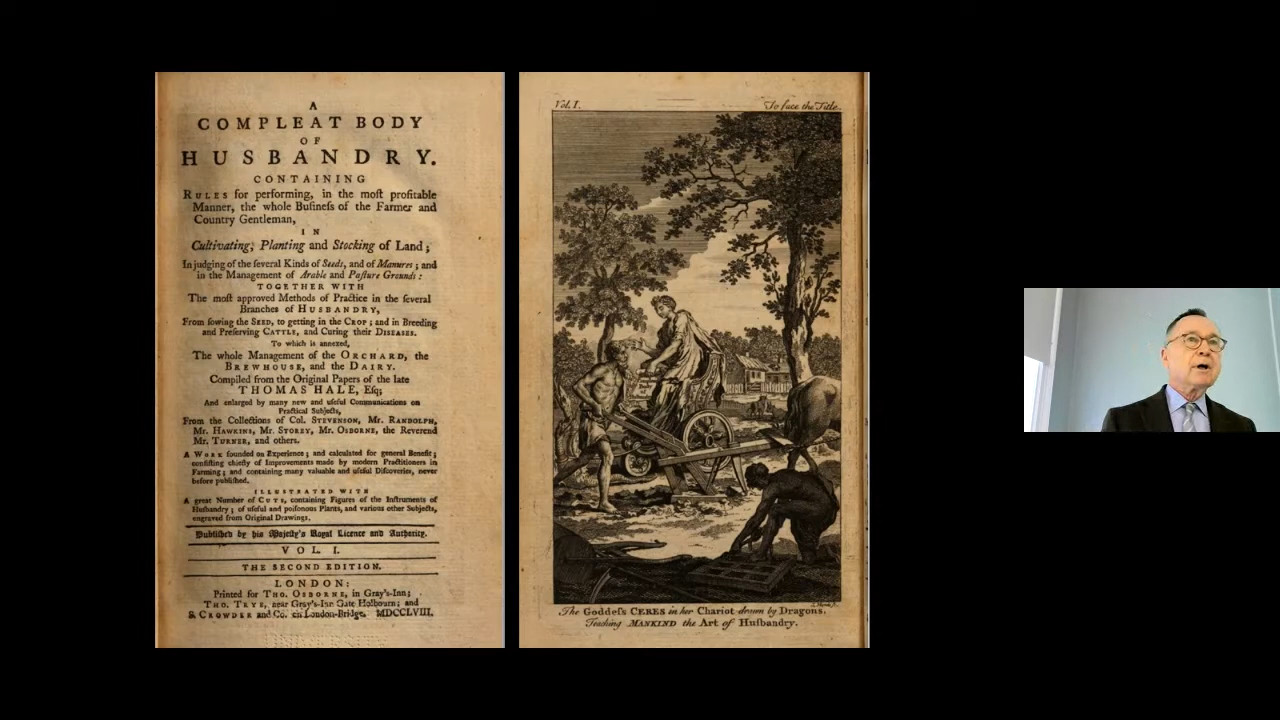 A
COMPLEAT BODY
OF
HUSBANDRY.
CONTAINING
RULES for performing, in the moſt profitable
Manner, the whole Buſineſs of the Farmer and
Country Gentleman,
IN
Cultivating, Planting and Stocking of Land;
In judging of the ſeveral Kinds of Seeds, and of Manures; and
in the Management of Arable and Paſture Grounds:
TOGETHER WITH
The moſt approved Methods of Practice in the ſeveral
Branches of HUSBANDRY,
From ſowing the SEED, to getting in the CROP; and in Breeding
and Preſerving CATTLE, and Curing their DISEASES.
To which is annexed,
The whole Management of the ORCHARD, the
BREWHOUSE, and the DAIRY.
Compiled from the Original Papers of the late
THOMAS HALE, Eſq;
And enlarged by many new and uſeful Communications on
Practical Subjects,
From the Collections of Col. STEVENSON, Mr. RANDOLPH,
Mr. HAWKINS, Mr. STOREY, Mr. OSBORNE, the Reverend
Mr. TURNER, and others.
A WORK founded on Experience; and calculated for general Benefit;
conſiſting chiefly of Improvements made by modern Practitioners in
Farming; and containing many valuable and uſeful Diſcoveries, never
before publiſhed.
ILLUSTRATED WITH
A great Number of CUTS, containing Figures of the Inſtruments of
Huſbandry; of uſeful and poiſonous Plants, and various other Subjects,
engraved from Original Drawings.
Publiſhed by his Majeſty's Royal Licence and Authority.
VOL. I.
THE SECOND EDITION.
LONDON:
Printed for THO. OSBORNE, in Gray's-Inn;
THO. TRYE, near Gray's-Inn Gate Holbourn; and
S. CROWDER and Co. on London-Bridge. MDCCLVIII.
Vol. I.
To face the Title.
The Goddeſs CERES in her Chariot drawn by Dragons,
Teaching MANKIND the Art of Huſbandry.